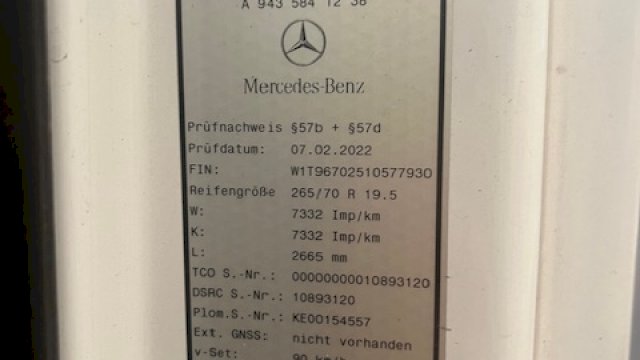 A 943 584 12 38
Mercedes-Benz
Prüfnachweis §57b + §57d
Prüfdatum: 07.02.2022
FIN: W1T96702510577930
Reifengröße 265/70 R 19.5
W: 7332 Imp/km
K: 7332 Imp/km
L: 2665 mm
TCO S.-Nr.: 00000000010893120
DSRC S.-Nr.: 10893120
Plom.S.-Nr.: KE00154557
Ext. GNSS: nicht vorhanden
v-Set: 90 km/h